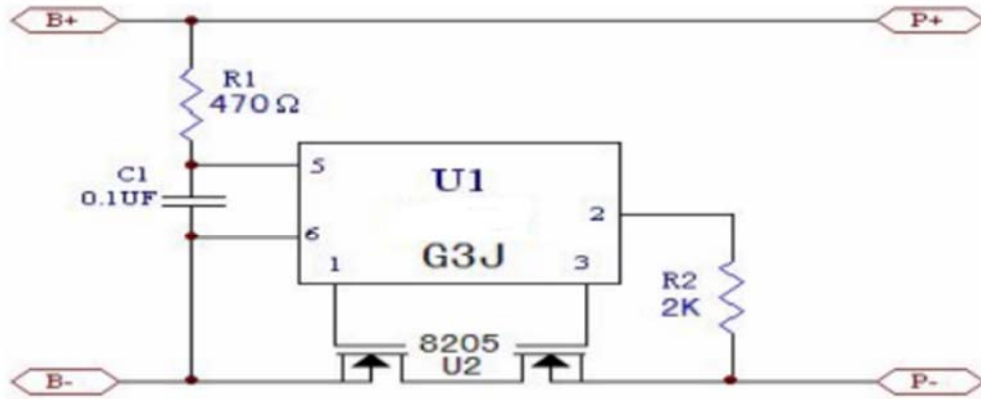 B+
P+
R1
470Ω
C1
0.1UF
5
U1
6
2
G3J
1
3
R2
2K
8205
U2
B-
P-